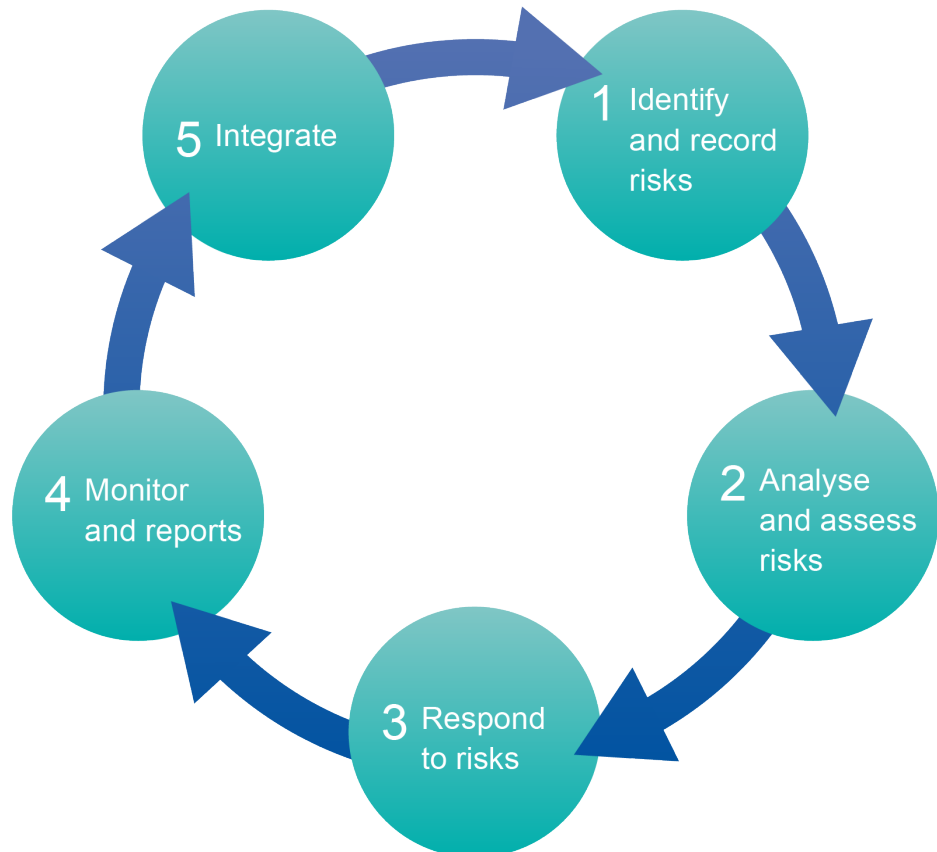 1 Identify
and record
risks
2 Analyse
and assess
risks
3 Respond
to risks
4 Monitor
and reports
5 Integrate